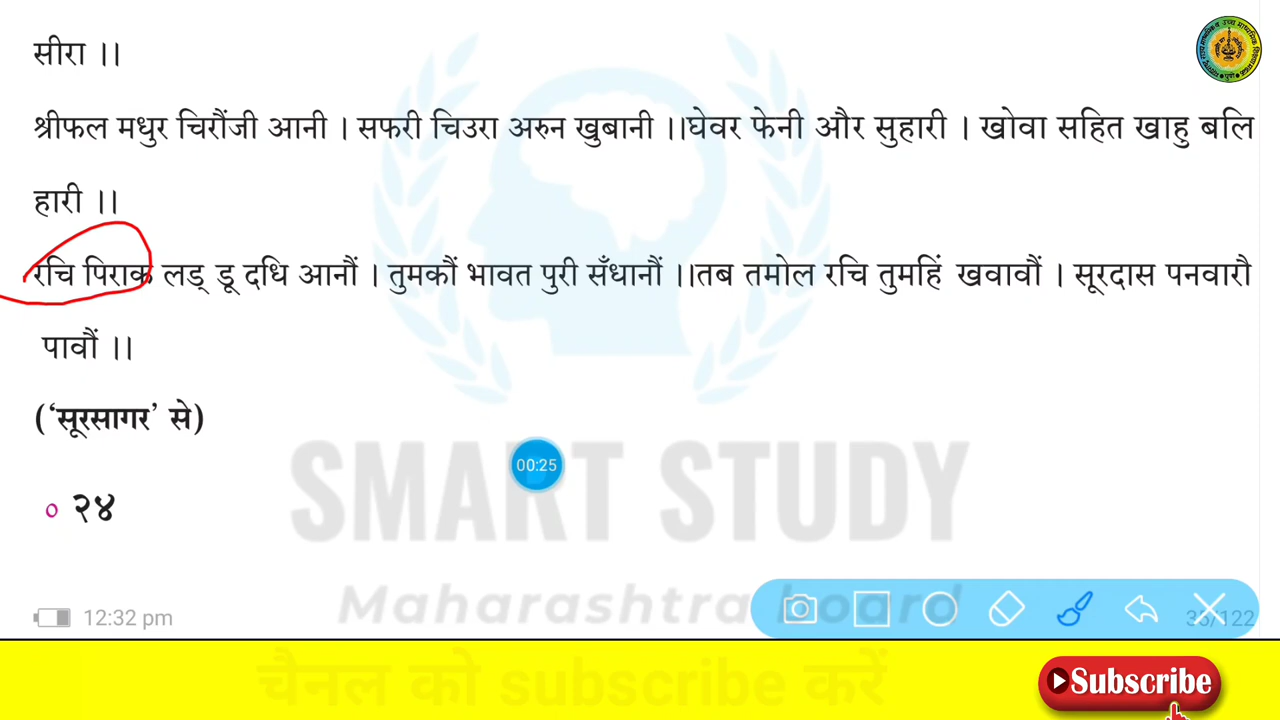 सीरा ।।
श्रीफल मधुर चिरौंजी आनी । सफरी चिउरा अरुन खुबानी ।।घेवर फेनी और सुहारी । खोवा सहित खाहु बलि
हारी ।।
रचि पिराक लड् डू दधि आनौं । तुमकौं भावत पुरी सँधानौं ।।तब तमोल रचि तुमहिं खवावौं । सूरदास पनवारौ
पावौं ।।
(‘सूरसागर’ से)
00:25
SMART STUDY
० २४
Maharashtra board
12:32 pm
/122
चैनल को subscribe करें
Subscribe